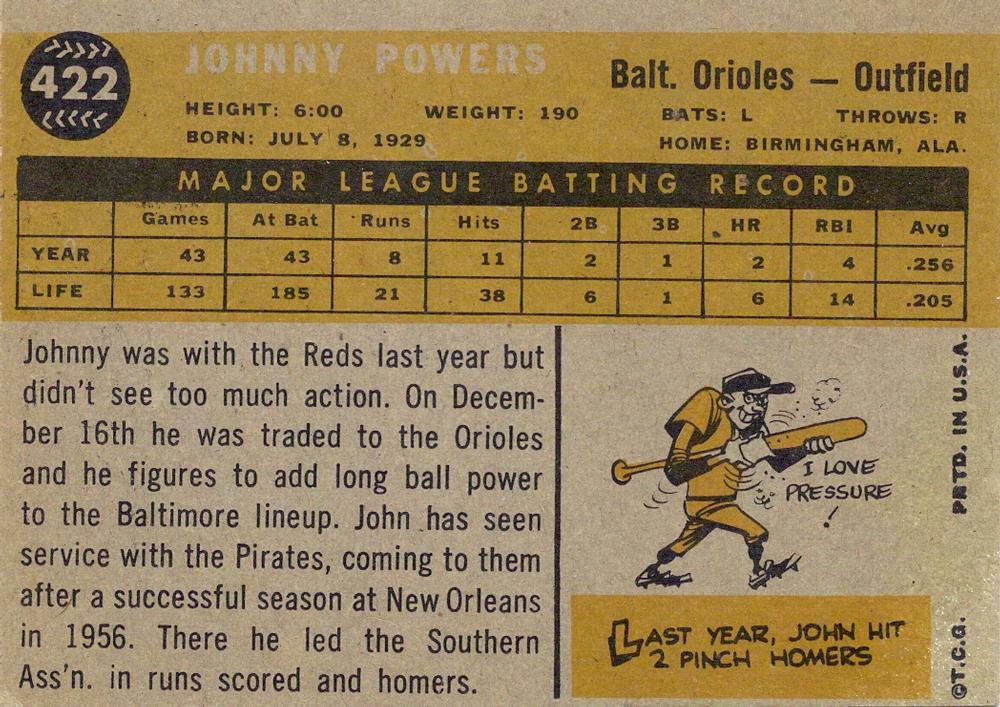 422
JOHNNY POWERS
Balt. Orioles — Outfield
HEIGHT: 6:00 WEIGHT: 190 BATS: L THROWS: R
BORN: JULY 8, 1929 HOME: BIRMINGHAM, ALA.
MAJOR LEAGUE BATTING RECORD
Games At Bat Runs Hits 2B 3B HR RBI Avg
YEAR 43 43 8 11 2 1 2 4 .256
LIFE 133 185 21 38 6 1 6 14 .205
Johnny was with the Reds last year but
didn't see too much action. On Decem-
ber 16th he was traded to the Orioles
and he figures to add long ball power
to the Baltimore lineup. John has seen
service with the Pirates, coming to them
after a successful season at New Orleans
in 1956. There he led the Southern
Ass'n. in runs scored and homers.
I LOVE
PRESSURE
!
LAST YEAR, JOHN HIT
2 PINCH HOMERS
©T.C.G. PRTD. IN U.S.A.